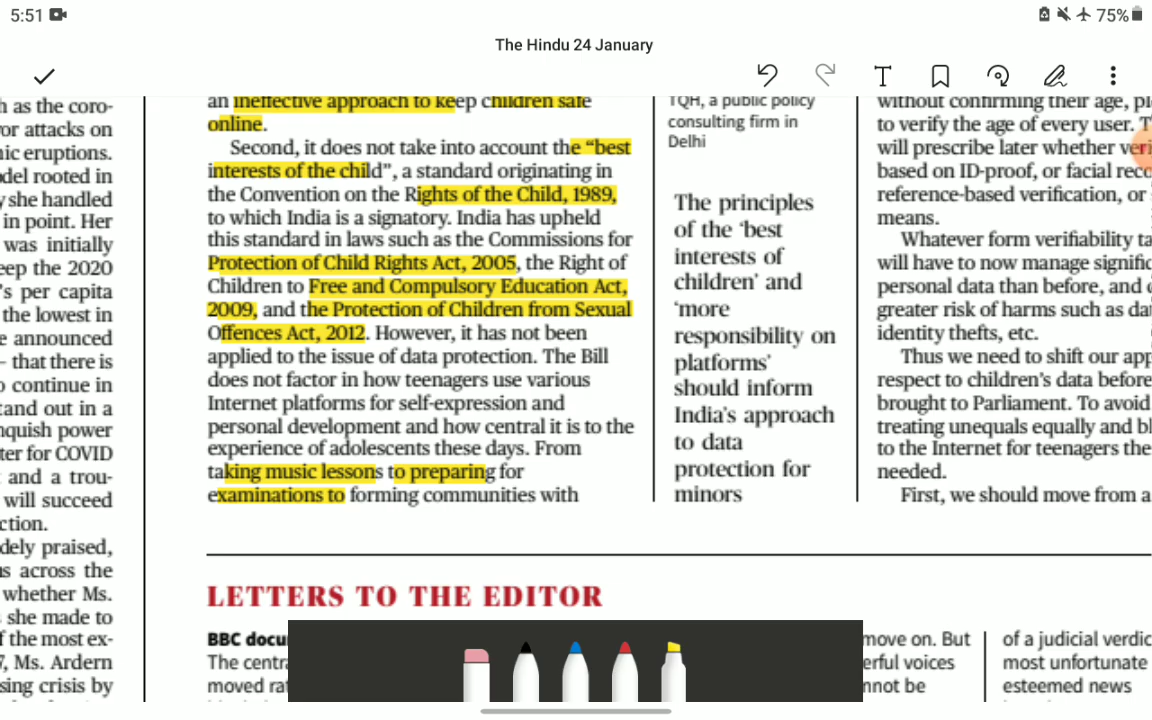 5:51
75%
The Hindu 24 January
h as the coro-
or attacks on
nic eruptions.
del rooted in
y she handled
in point. Her
was initially
eep the 2020
's per capita
the lowest in
e announced
– that there is
o continue in
tand out in a
nquish power
ter for COVID
and a trou-
will succeed
ction.
dely praised,
ns across the
whether Ms.
she made to
f the most ex-
7, Ms. Ardern
sing crisis by
an ineffective approach to keep children safe
online.
Second, it does not take into account the “best
interests of the child”, a standard originating in
the Convention on the Rights of the Child, 1989,
to which India is a signatory. India has upheld
this standard in laws such as the Commissions for
Protection of Child Rights Act, 2005, the Right of
Children to Free and Compulsory Education Act,
2009, and the Protection of Children from Sexual
Offences Act, 2012. However, it has not been
applied to the issue of data protection. The Bill
does not factor in how teenagers use various
Internet platforms for self-expression and
personal development and how central it is to the
experience of adolescents these days. From
taking music lessons to preparing for
examinations to forming communities with
TQH, a public policy
consulting firm in
Delhi
The principles
of the ‘best
interests of
children’ and
‘more
responsibility on
platforms’
should inform
India’s approach
to data
protection for
minors
without confirming their age, pl
to verify the age of every user. T
will prescribe later whether veri
based on ID-proof, or facial reco
reference-based verification, or
means.
Whatever form verifiability ta
will have to now manage signific
personal data than before, and c
greater risk of harms such as dat
identity thefts, etc.
Thus we need to shift our app
respect to children’s data before
brought to Parliament. To avoid
treating unequals equally and bl
to the Internet for teenagers the
needed.
First, we should move from a
LETTERS TO THE EDITOR
BBC docu
The centr
moved rat
move on. But
erful voices
nnot be
of a judicial verdic
most unfortunate
esteemed news